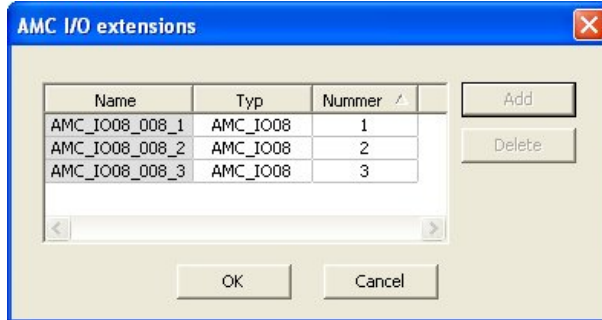 AMC I/O extensions
Name Typ Nummer
AMC_IO08_008_1 AMC_IO08 1
AMC_IO08_008_2 AMC_IO08 2
AMC_IO08_008_3 AMC_IO08 3
Add
Delete
OK Cancel